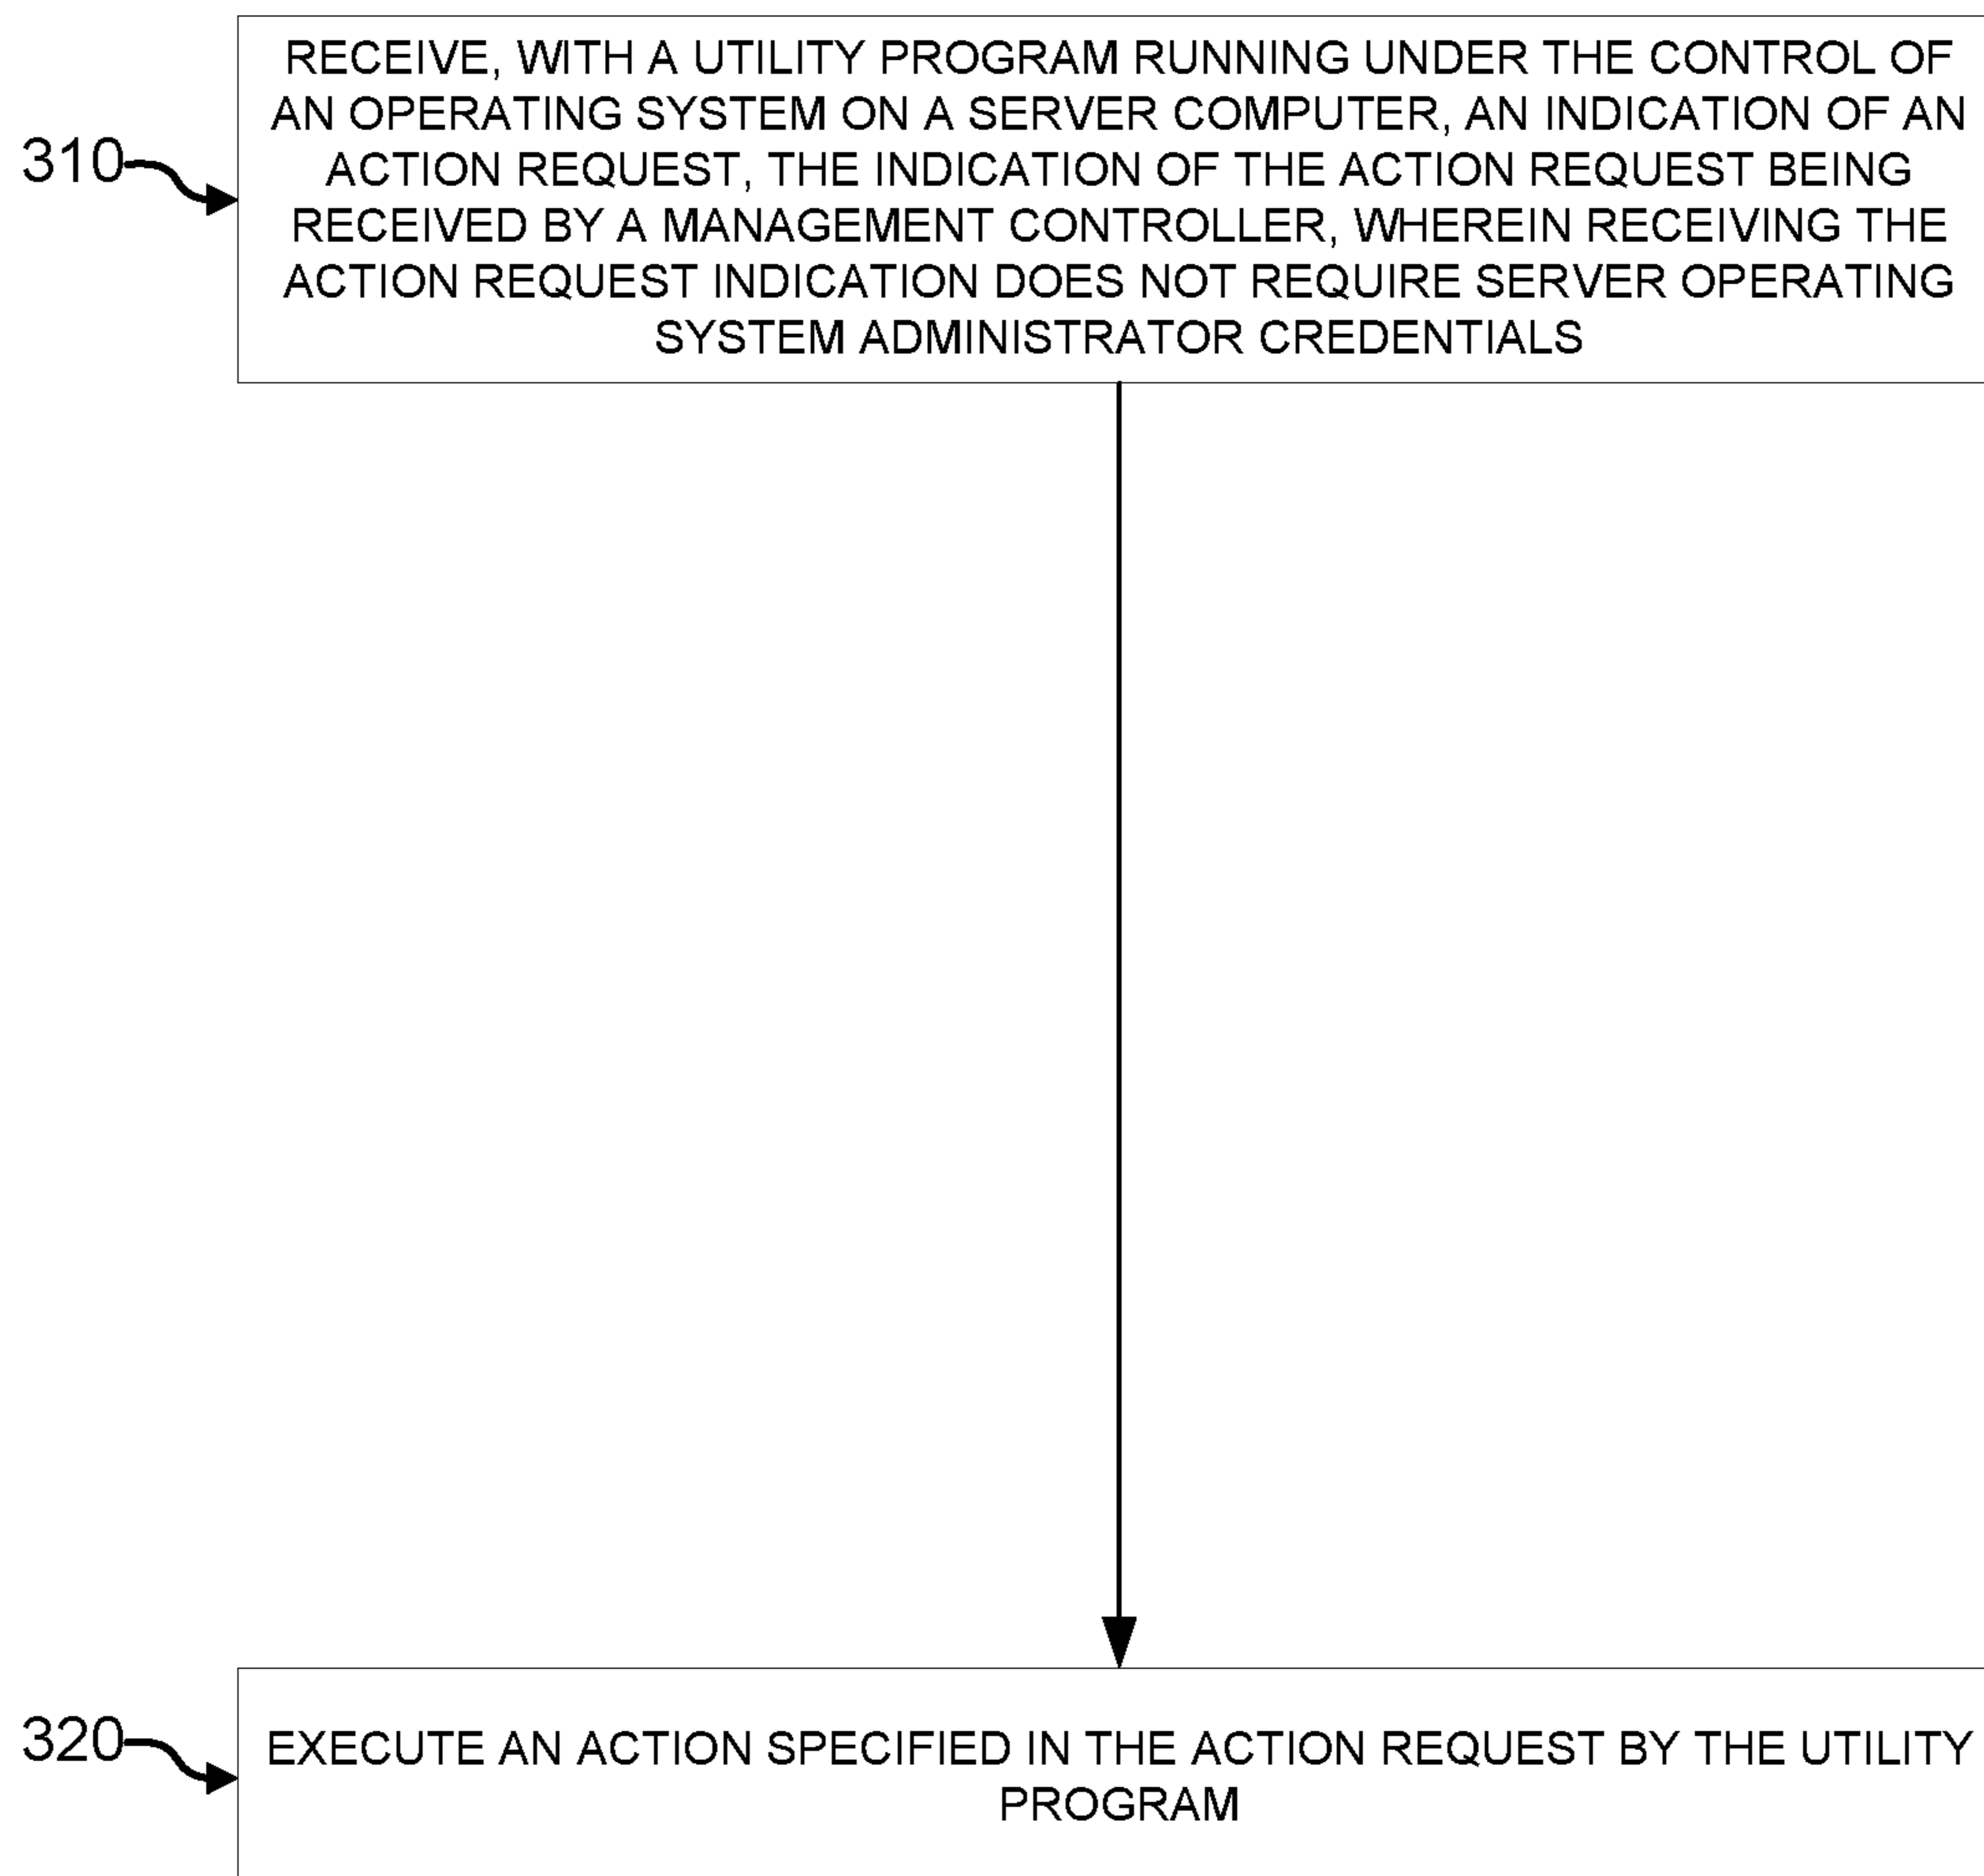 RECEIVE, WITH A UTILITY PROGRAM RUNNING UNDER THE CONTROL OF
AN OPERATING SYSTEM ON A SERVER COMPUTER, AN INDICATION OF AN
ACTION REQUEST, THE INDICATION OF THE ACTION REQUEST BEING
RECEIVED BY A MANAGEMENT CONTROLLER, WHEREIN RECEIVING THE
ACTION REQUEST INDICATION DOES NOT REQUIRE SERVER OPERATING
SYSTEM ADMINISTRATOR CREDENTIALS
310
320
EXECUTE AN ACTION SPECIFIED IN THE ACTION REQUEST BY THE UTILITY
PROGRAM